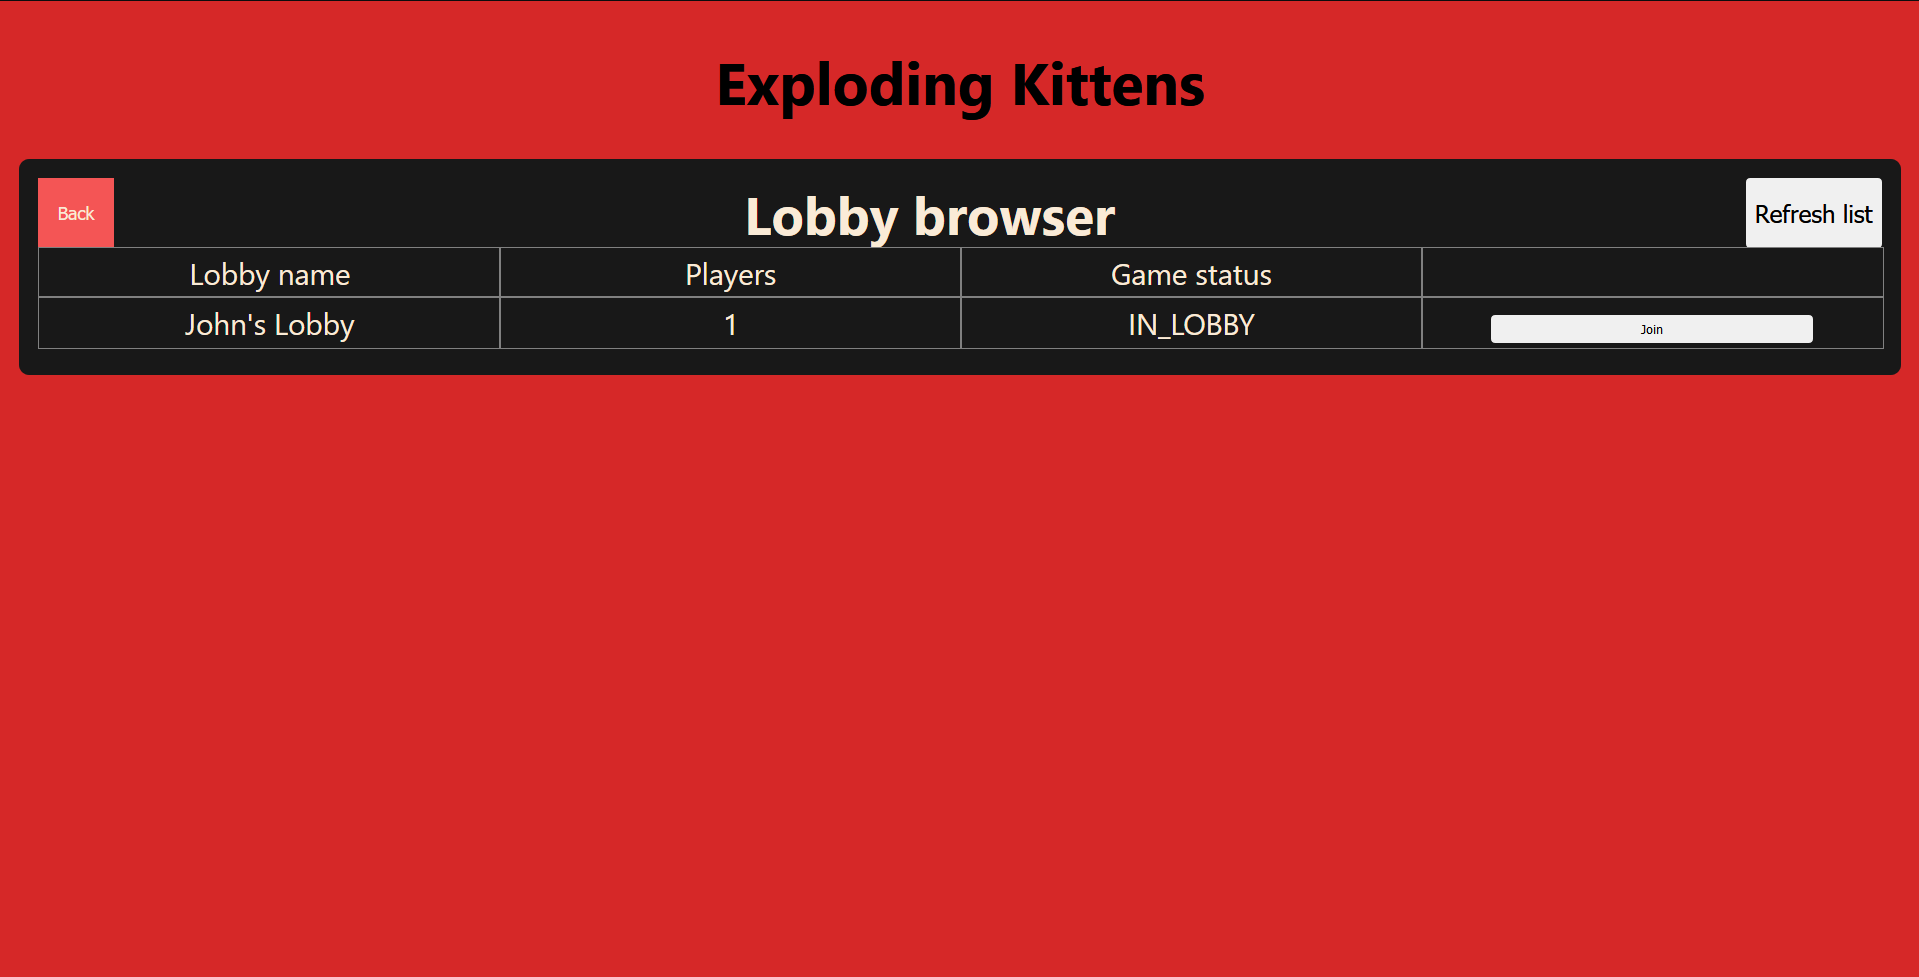 Exploding Kittens
Back
Lobby browser
Refresh list
Lobby name Players Game status
John's Lobby 1 IN_LOBBY Join